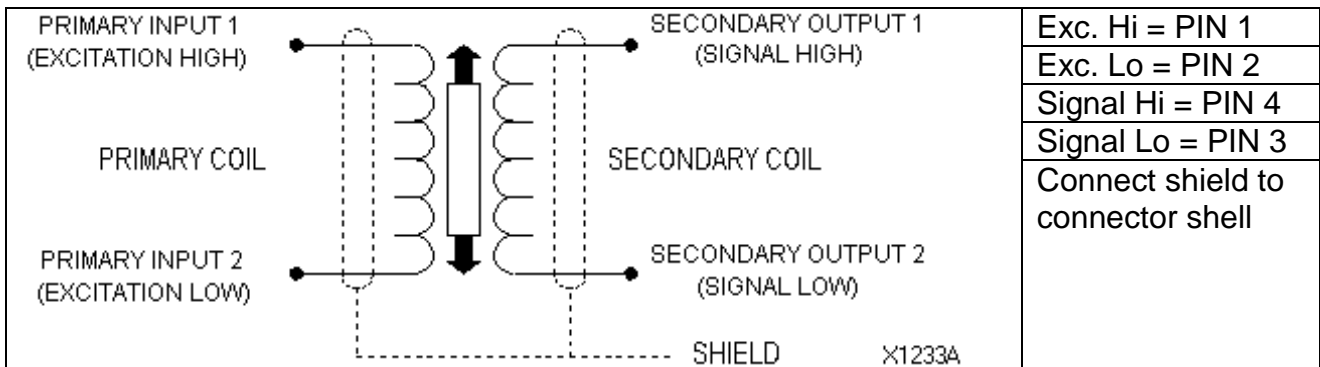 PRIMARY INPUT 1
(EXCITATION HIGH)
SECONDARY OUTPUT 1
(SIGNAL HIGH)
PRIMARY COIL
SECONDARY COIL
PRIMARY INPUT 2
(EXCITATION LOW)
SECONDARY OUTPUT 2
(SIGNAL LOW)
SHIELD
X1233A
Exc. Hi = PIN 1
Exc. Lo = PIN 2
Signal Hi = PIN 4
Signal Lo = PIN 3
Connect shield to
connector shell